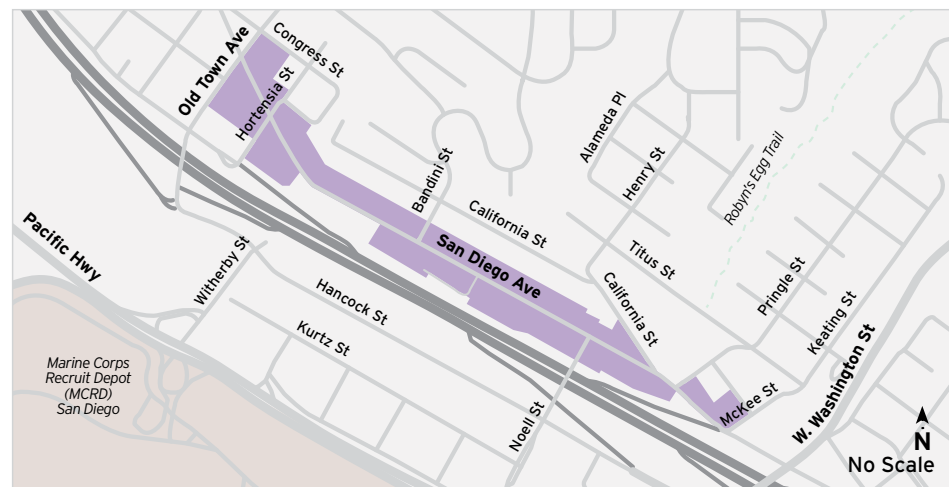 Old Town Ave
Congress St
Hortensia St
Bandini St
California St
San Diego Ave
Alameda Pl
Henry St
Robyn's Egg Trail
Titus St
California St
Pringle St
Keating St
W. Washington St
McKee St
Noell St
Pacific Hwy
Witherby St
Hancock St
Kurtz St
Marine Corps
Recruit Depot
(MCRD)
San Diego
N
No Scale